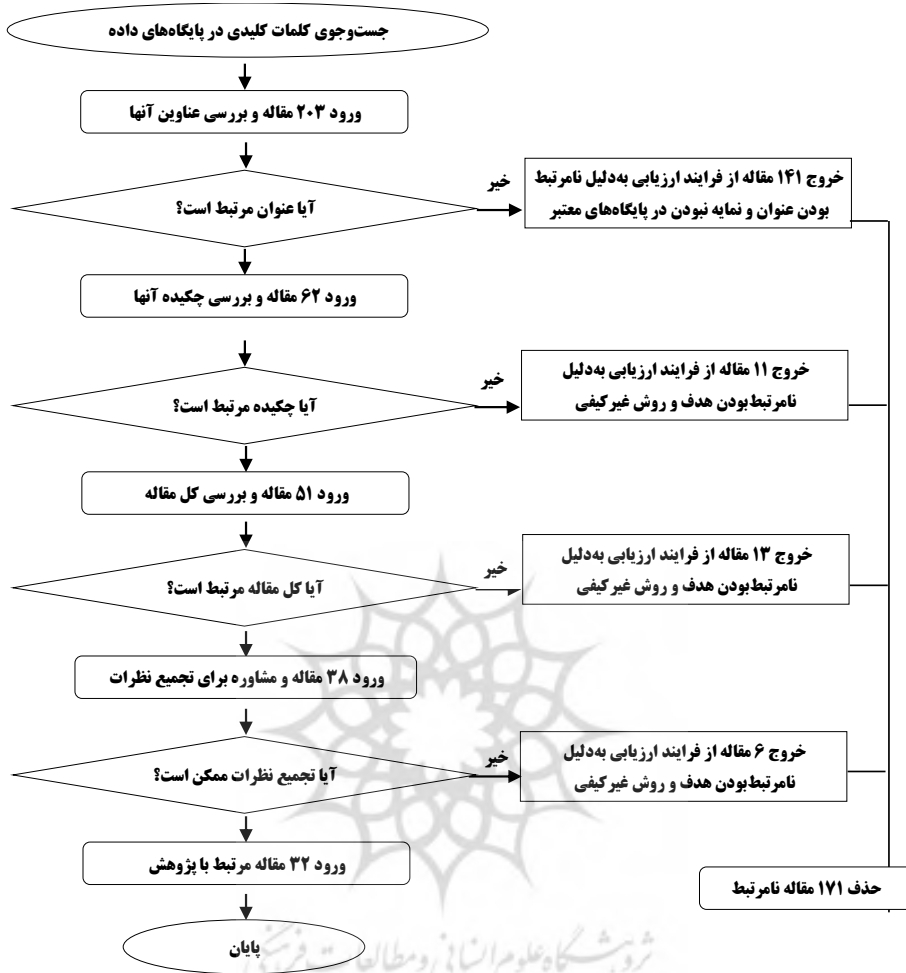 جست‌وجوی کلمات کلیدی در پایگاه‌های داده
ورود ۲۰۳ مقاله و بررسی عناوین آنها
آیا عنوان مرتبط است؟
خیر
خروج ۱۴۱ مقاله از فرایند ارزیابی به‌دلیل نامرتبط
بودن عنوان و نمایه نبودن در پایگاه‌های معتبر
ورود ۶۲ مقاله و بررسی چکیده آنها
آیا چکیده مرتبط است؟
خیر
خروج ۱۱ مقاله از فرایند ارزیابی به‌دلیل
نامرتبط‌بودن هدف و روش غیرکیفی
ورود ۵۱ مقاله و بررسی کل مقاله
آیا کل مقاله مرتبط است؟
خیر
خروج ۱۳ مقاله از فرایند ارزیابی به‌دلیل
نامرتبط‌بودن هدف و روش غیرکیفی
ورود ۳۸ مقاله و مشاوره برای تجمیع نظرات
آیا تجمیع نظرات ممکن است؟
خیر
خروج ۶ مقاله از فرایند ارزیابی به‌دلیل
نامرتبط‌بودن هدف و روش غیرکیفی
ورود ۳۲ مقاله مرتبط با پژوهش
حذف ۱۷۱ مقاله نامرتبط
پایان
پژوهشگاه علوم انسانی و مطالعات فرهنگی